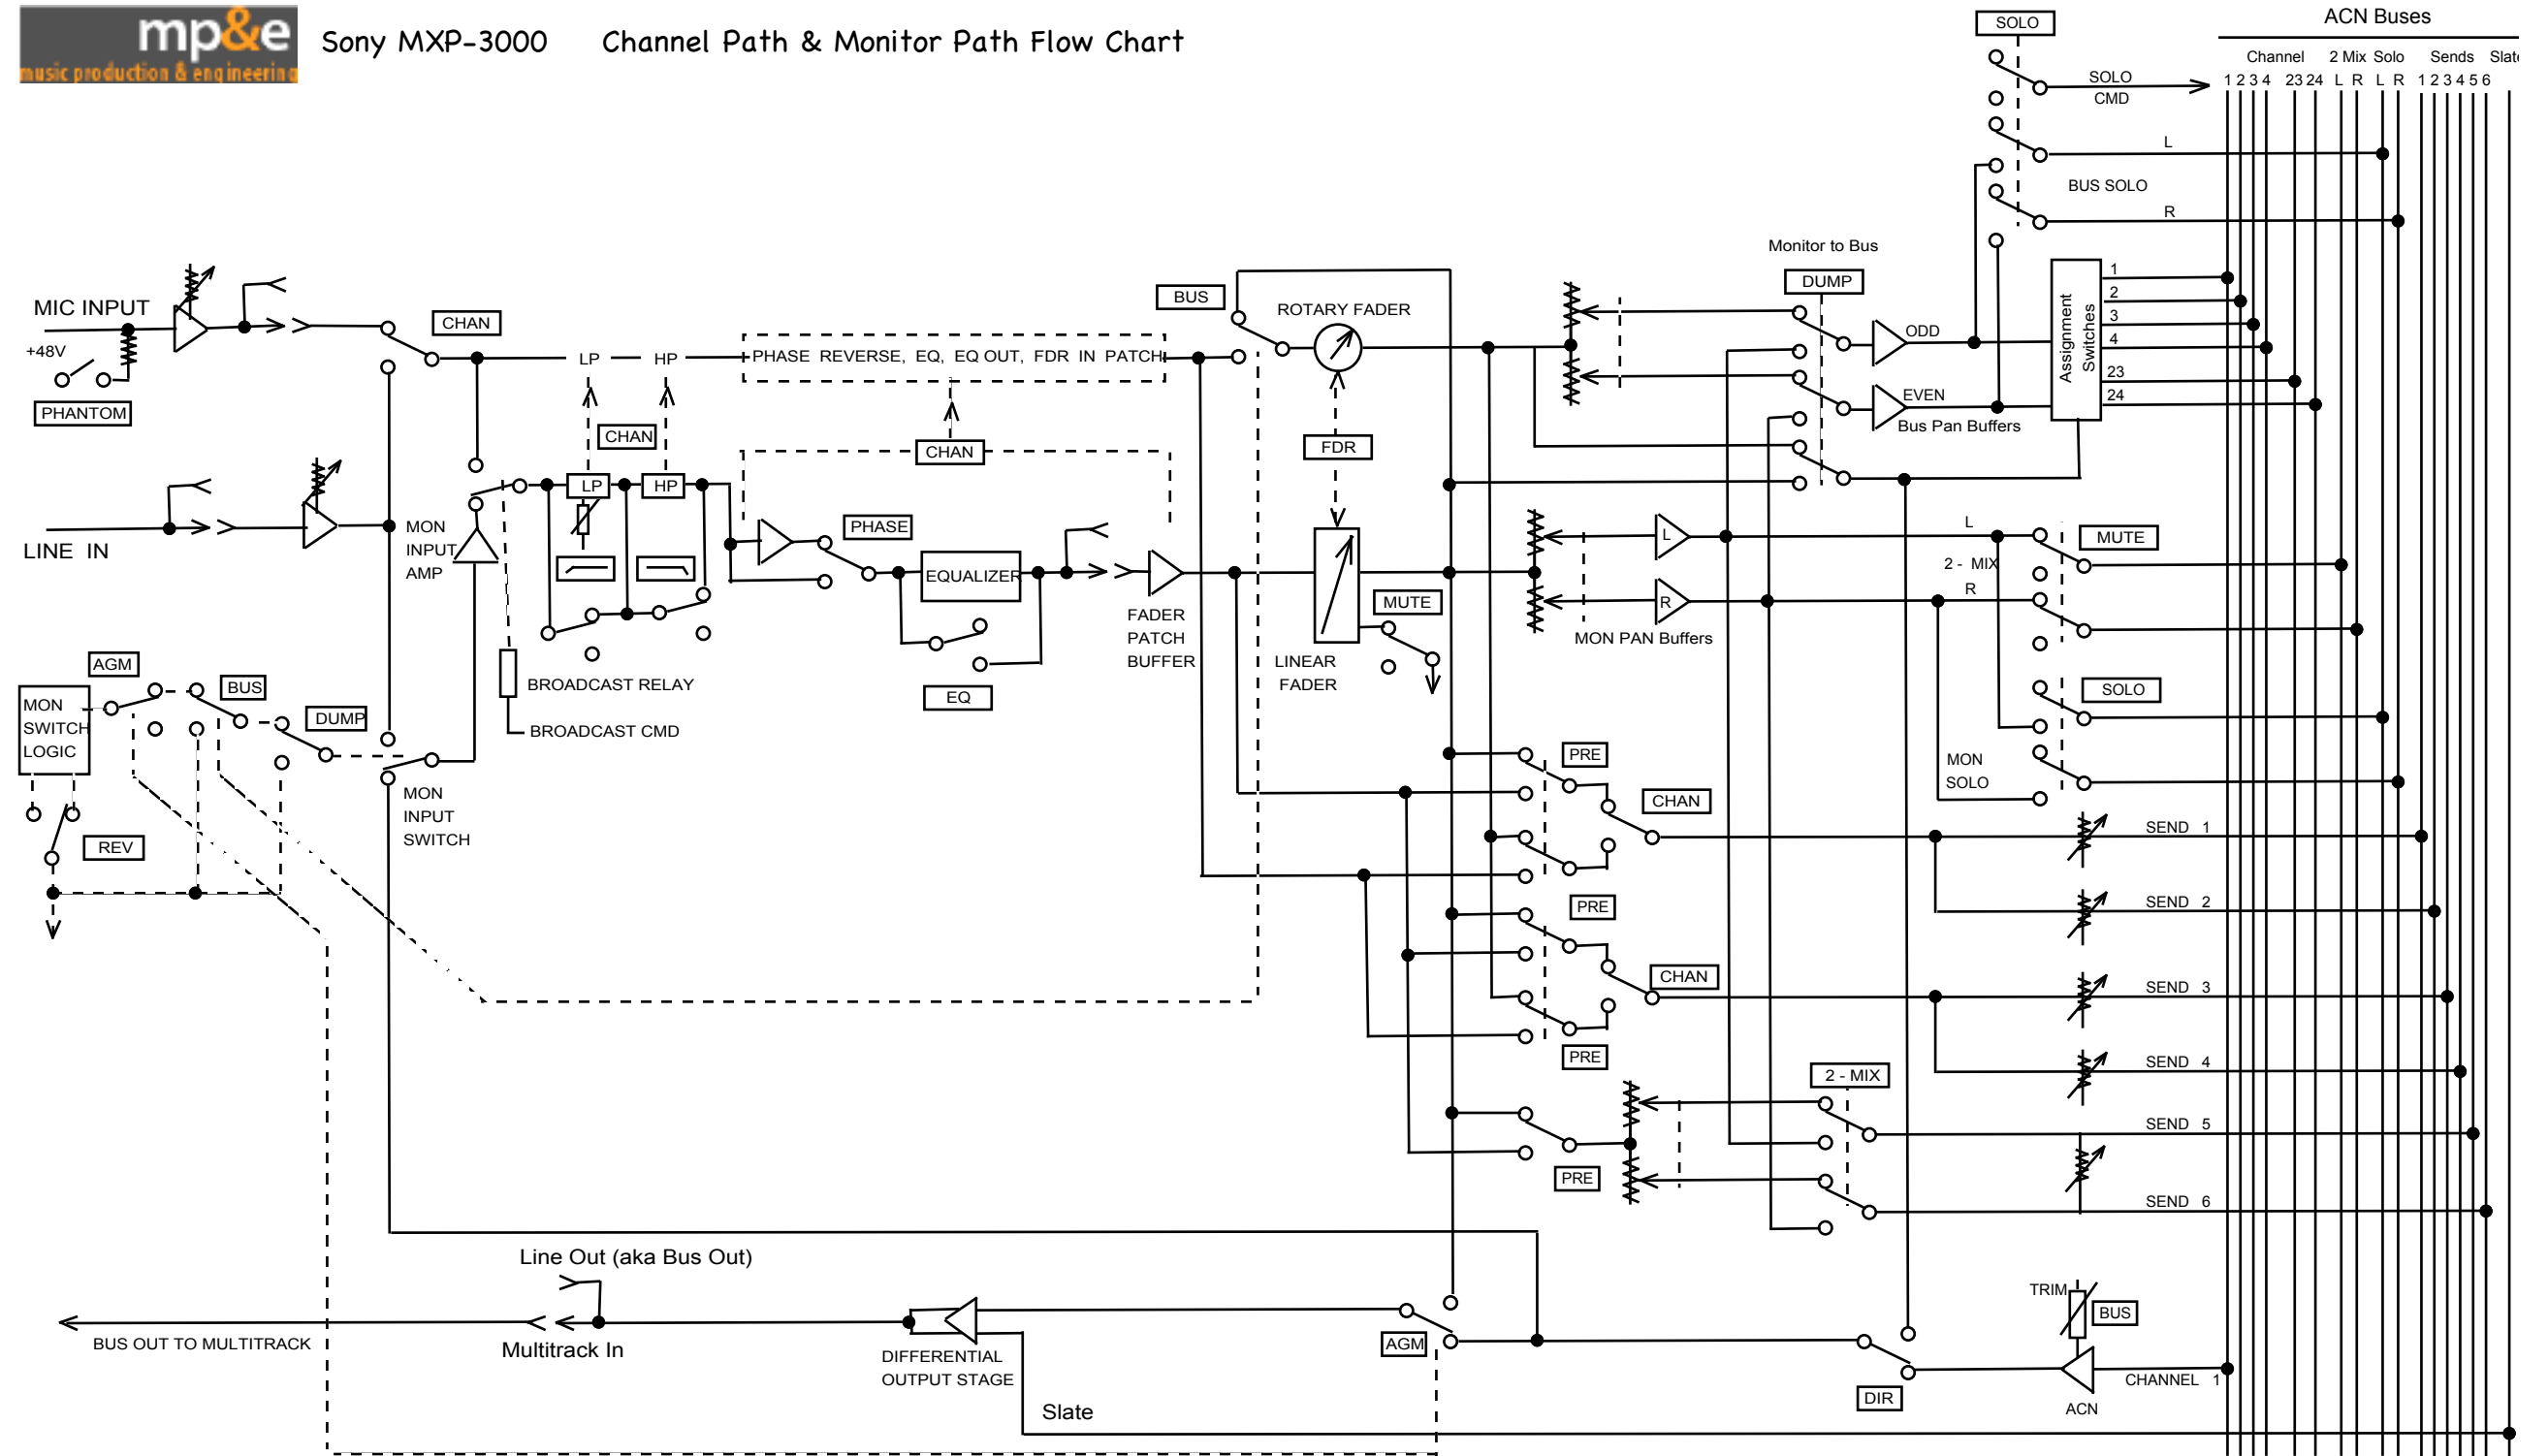 mp&e
music production & engineering
Sony MXP-3000 Channel Path & Monitor Path Flow Chart
SOLO
ACN Buses
Channel 2 Mix Solo Sends Slate
1 2 3 4 23 24 L R L R 1 2 3 4 5 6
SOLO
CMD
L
BUS SOLO
R
Monitor to Bus
DUMP
MIC INPUT
+48V
PHANTOM
CHAN
LP
HP
PHASE REVERSE, EQ, EQ OUT, FDR IN PATCH
BUS
ROTARY FADER
ODD
EVEN
Bus Pan Buffers
Assignment
Switches
1
2
3
4
23
24
CHAN
CHAN
FDR
LINE IN
MON
INPUT
AMP
LP
HP
PHASE
EQUALIZER
EQ
FADER
PATCH
BUFFER
LINEAR
FADER
MUTE
L
R
MON PAN Buffers
L
2 - MIX
R
MUTE
SOLO
MON
SOLO
BROADCAST RELAY
BROADCAST CMD
AGM
BUS
DUMP
MON
SWITCH
LOGIC
REV
MON
INPUT
SWITCH
PRE
CHAN
SEND 1
SEND 2
PRE
CHAN
SEND 3
PRE
SEND 4
2 - MIX
SEND 5
PRE
SEND 6
Line Out (aka Bus Out)
BUS OUT TO MULTITRACK
Multitrack In
DIFFERENTIAL
OUTPUT STAGE
AGM
DIR
TRIM
BUS
CHANNEL 1
ACN
Slate